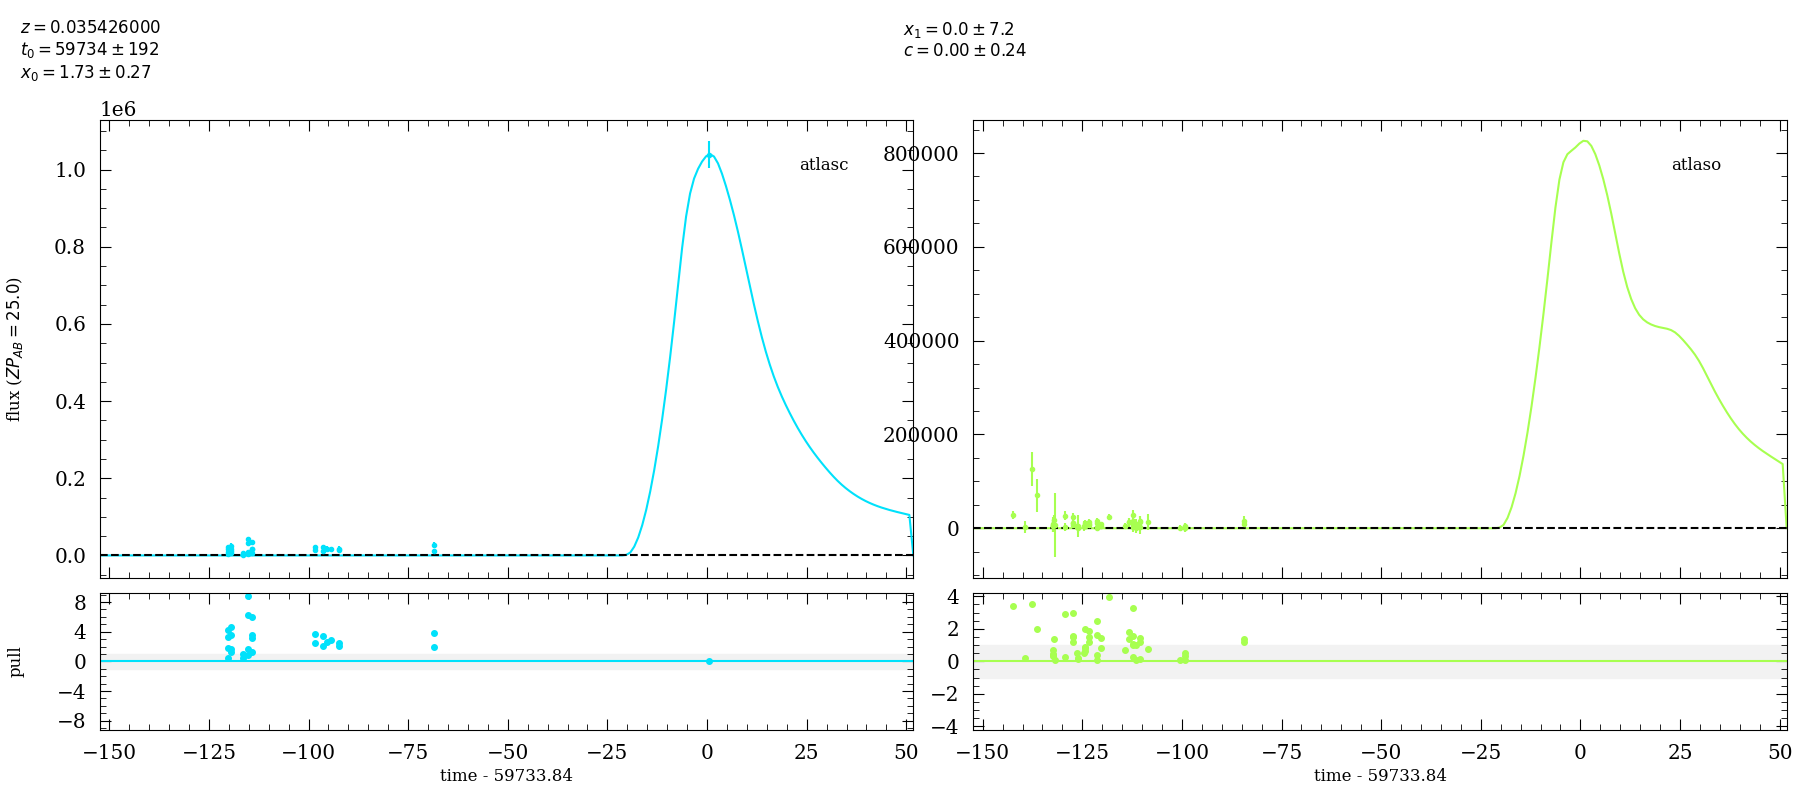 z = 0.035426000
t0 = 59734 ± 192
x0 = 1.73 ± 0.27
x1 = 0.0 ± 7.2
c = 0.00 ± 0.24
1e6
atlasc
1.0
0.8
0.6
0.4
0.2
0.0
flux (ZPAB = 25.0)
atlaso
800000
600000
400000
200000
0
8
4
0
−4
−8
pull
−150 −125 −100 −75 −50 −25 0 25 50
time - 59733.84
4
2
0
−2
−4
−150 −125 −100 −75 −50 −25 0 25 50
time - 59733.84